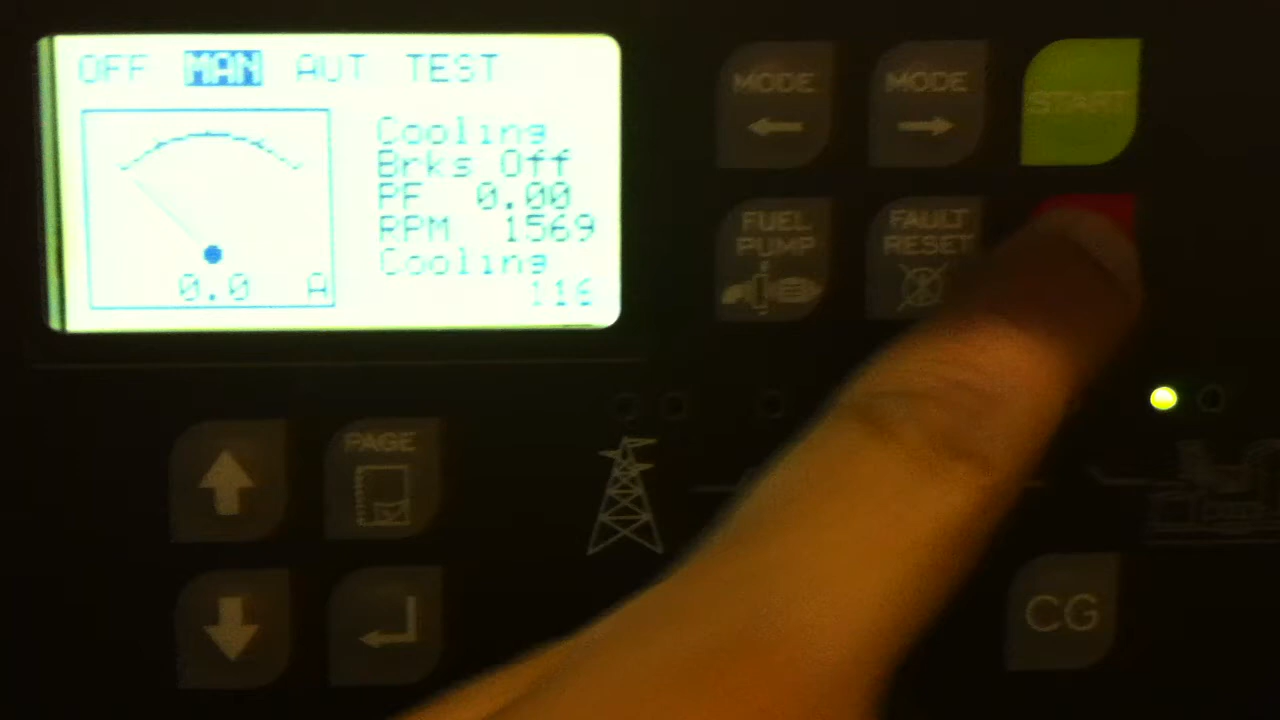 OFF MAN AUT TEST
Cooling
Brks Off
PF 0.00
RPM 1569
Cooling
116
0.0 A
MODE
MODE
START
FUEL
PUMP
FAULT
RESET
PAGE
CG